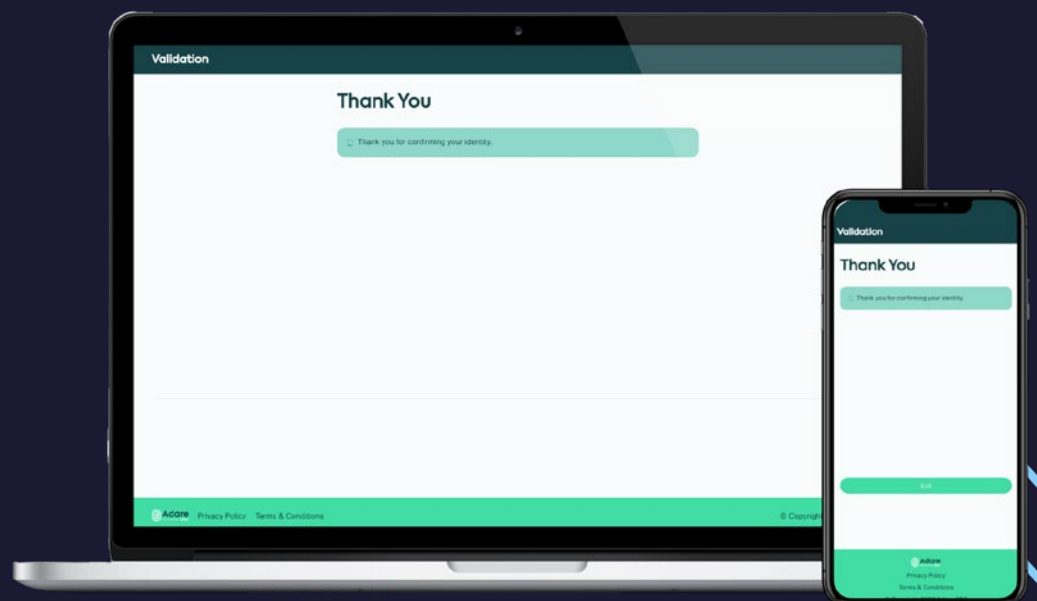 Validation
Thank You
Thank you for confirming your identity.
Adare Privacy Policy Terms & Conditions
© Copyright
Validation
Thank You
Thank you for confirming your identity.
Exit
Adare
Privacy Policy
Terms & Conditions